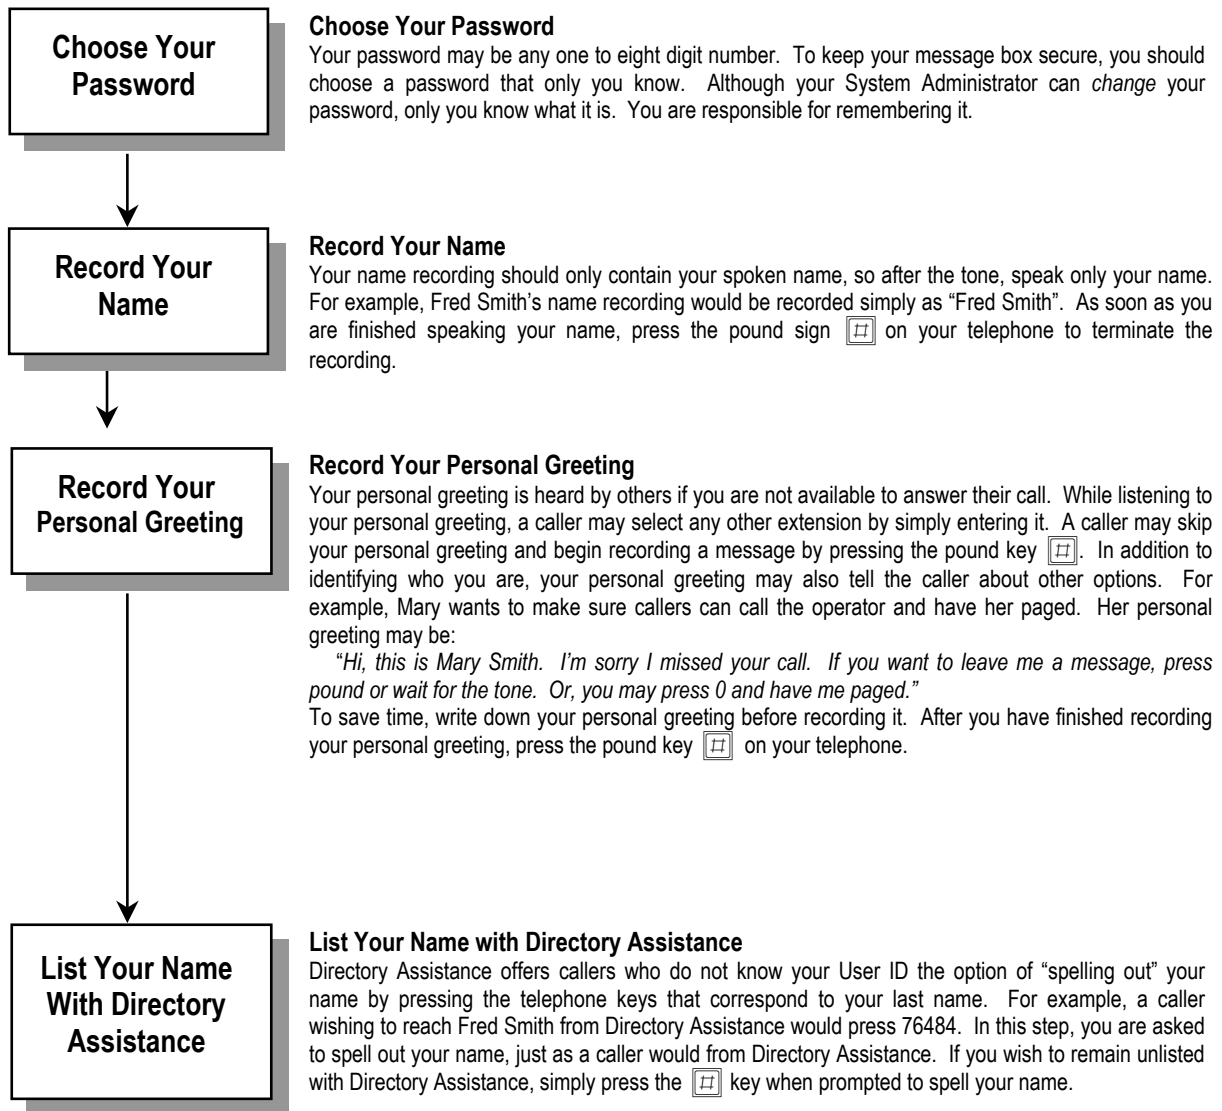 Choose Your
Password
Choose Your Password
Your password may be any one to eight digit number. To keep your message box secure, you should
choose a password that only you know. Although your System Administrator can change your
password, only you know what it is. You are responsible for remembering it.
Record Your
Name
Record Your Name
Your name recording should only contain your spoken name, so after the tone, speak only your name.
For example, Fred Smith’s name recording would be recorded simply as “Fred Smith”. As soon as you
are finished speaking your name, press the pound sign # on your telephone to terminate the
recording.
Record Your
Personal Greeting
Record Your Personal Greeting
Your personal greeting is heard by others if you are not available to answer their call. While listening to
your personal greeting, a caller may select any other extension by simply entering it. A caller may skip
your personal greeting and begin recording a message by pressing the pound key #. In addition to
identifying who you are, your personal greeting may also tell the caller about other options. For
example, Mary wants to make sure callers can call the operator and have her paged. Her personal
greeting may be:
“Hi, this is Mary Smith. I’m sorry I missed your call. If you want to leave me a message, press
pound or wait for the tone. Or, you may press 0 and have me paged.”
To save time, write down your personal greeting before recording it. After you have finished recording
your personal greeting, press the pound key # on your telephone.
List Your Name
With Directory
Assistance
List Your Name with Directory Assistance
Directory Assistance offers callers who do not know your User ID the option of “spelling out” your
name by pressing the telephone keys that correspond to your last name. For example, a caller
wishing to reach Fred Smith from Directory Assistance would press 76484. In this step, you are asked
to spell out your name, just as a caller would from Directory Assistance. If you wish to remain unlisted
with Directory Assistance, simply press the # key when prompted to spell your name.